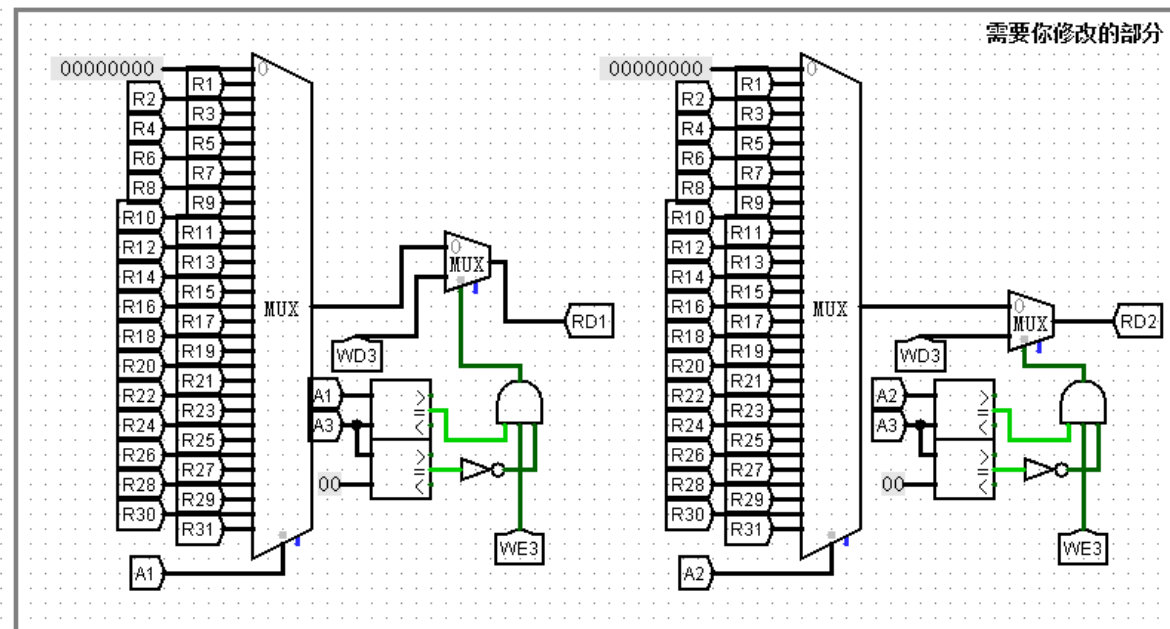 需要你修改的部分
00000000
0
R1
R2
R3
R4
R5
R6
R7
R8
R9
R10
R11
R12
R13
R14
R15
R16
R17
R18
R19
R20
R21
R22
R23
R24
R25
R26
R27
R28
R29
R30
R31
MUX
A1
0
MUX
RD1
WD3
A1
A3
>
=
<
>
=
<
00
WE3
00000000
0
R1
R2
R3
R4
R5
R6
R7
R8
R9
R10
R11
R12
R13
R14
R15
R16
R17
R18
R19
R20
R21
R22
R23
R24
R25
R26
R27
R28
R29
R30
R31
MUX
A2
0
MUX
RD2
WD3
A2
A3
>
=
<
>
=
<
00
WE3